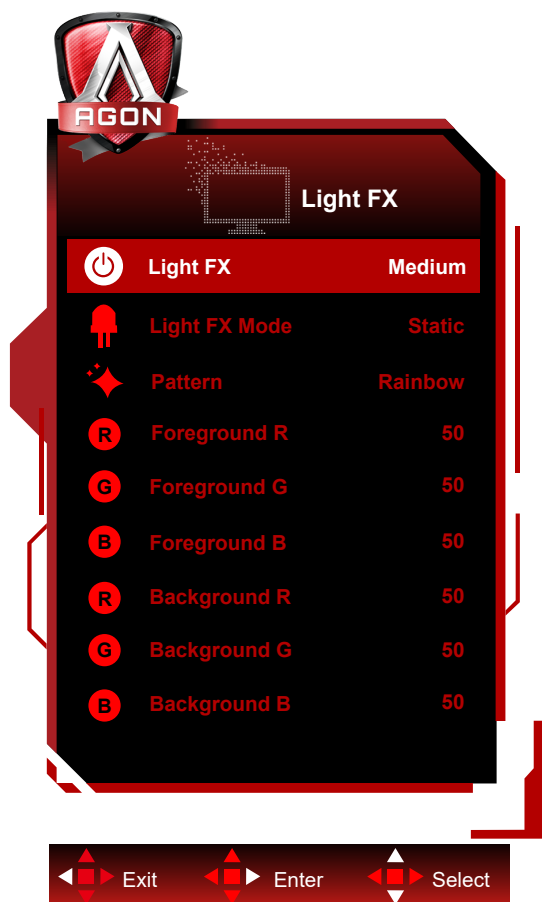 AGON
Light FX
Light FX Medium
Light FX Mode Static
Pattern Rainbow
R Foreground R 50
G Foreground G 50
B Foreground B 50
R Background R 50
G Background G 50
B Background B 50
Exit Enter Select